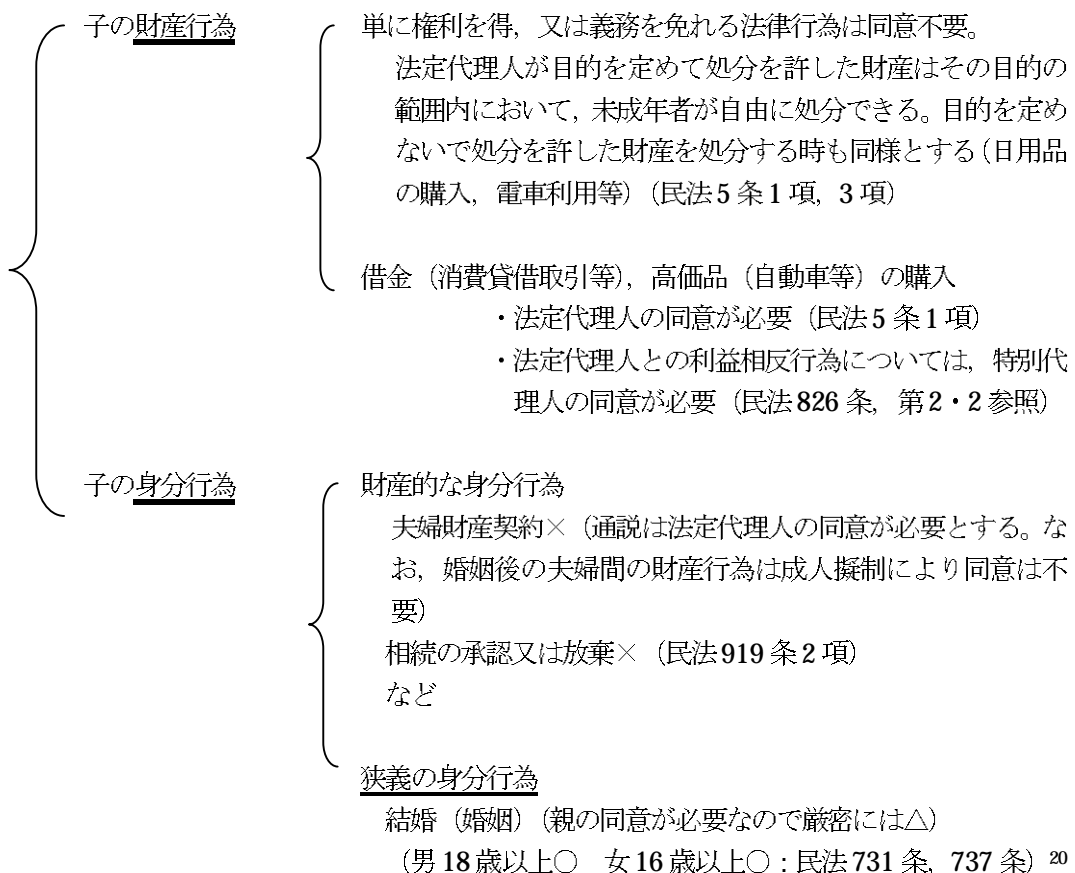 子の財産行為
単に権利を得，又は義務を免れる法律行為は同意不要。
法定代理人が目的を定めて処分を許した財産はその目的の
範囲内において，未成年者が自由に処分できる。目的を定め
ないで処分を許した財産を処分する時も同様とする（日用品
の購入，電車利用等）（民法5条1項，3項）
借金（消費貸借取引等），高価品（自動車等）の購入
・法定代理人の同意が必要（民法5条1項）
・法定代理人との利益相反行為については，特別代
理人の同意が必要（民法826条，第2・2参照）
子の身分行為
財産的な身分行為
夫婦財産契約×（通説は法定代理人の同意が必要とする。な
お，婚姻後の夫婦間の財産行為は成人擬制により同意は不
要）
相続の承認又は放棄×（民法919条2項）
など
狭義の身分行為
結婚（婚姻）（親の同意が必要なので厳密には△）
（男18歳以上○　女16歳以上○：民法731条，737条）20